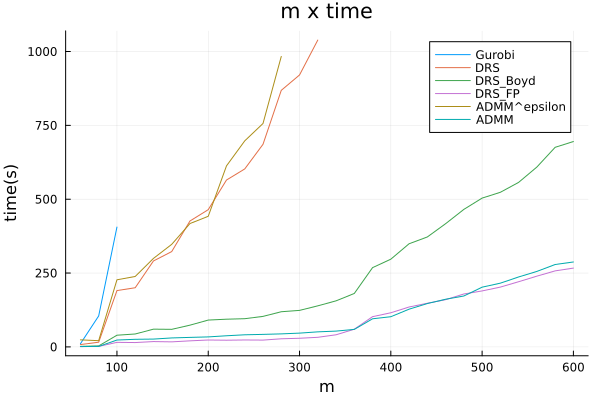 m x time
1000
750
500
250
0
time(s)
Gurobi
DRS
DRS_Boyd
DRS_FP
ADMM^epsilon
ADMM
100 200 300 400 500 600
m